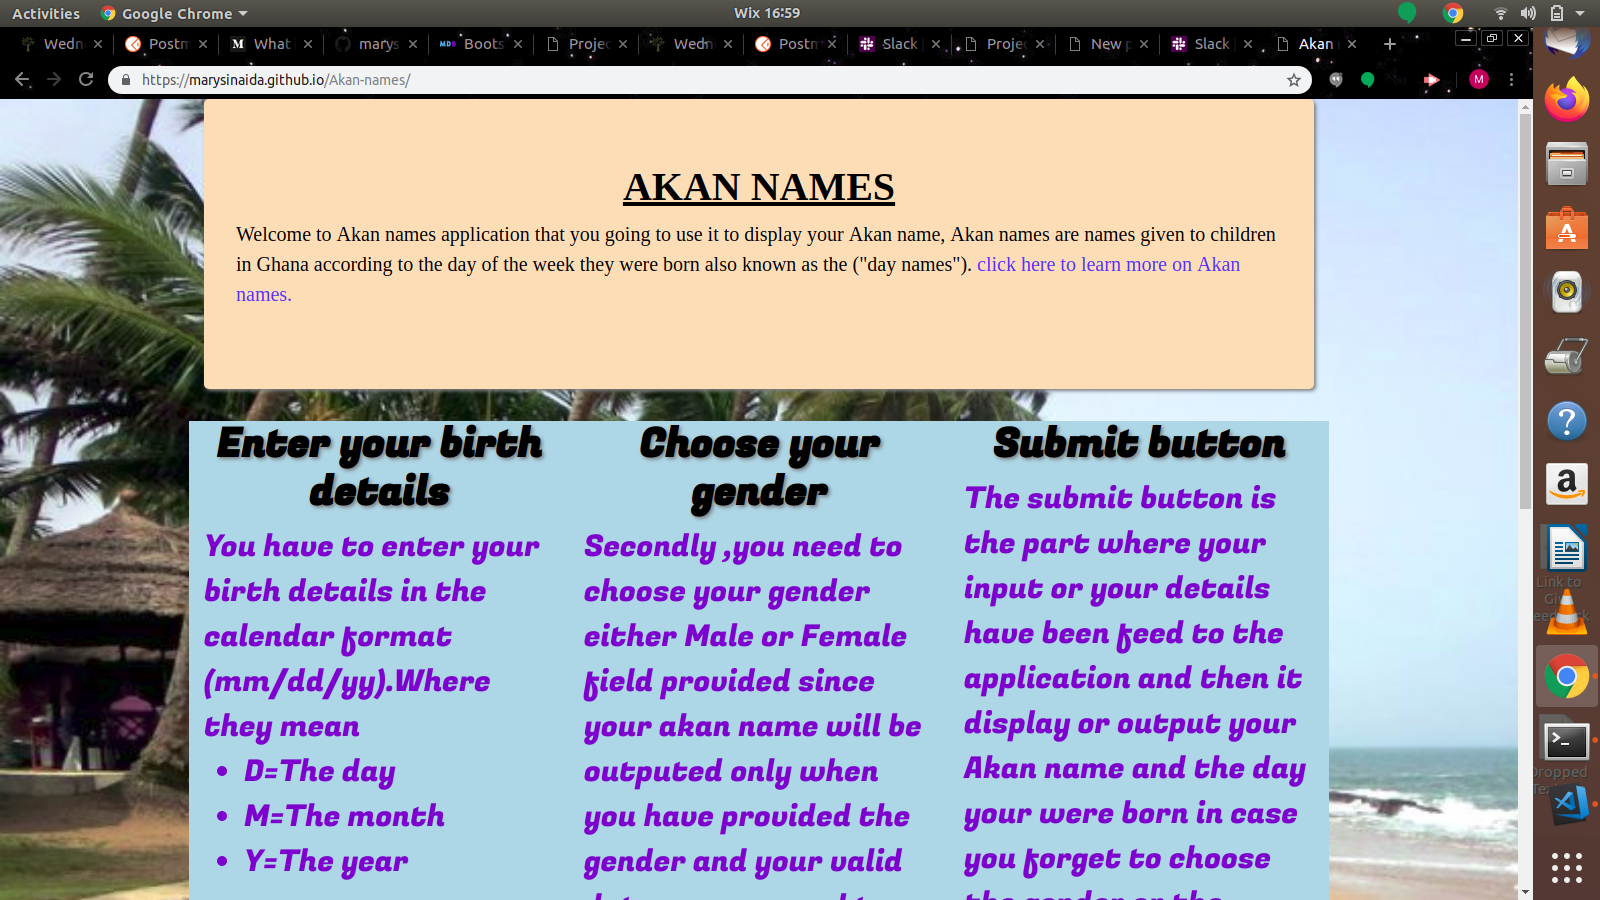 Activities
Google Chrome
Wix 16:59
Wedn
Postm
What
marys
Boots
Projec
Wedn
Postm
Slack
Projec
New p
Slack
Akan
https://marysinaida.github.io/Akan-names/
M
AKAN NAMES
Welcome to Akan names application that you going to use it to display your Akan name, Akan names are names given to children
in Ghana according to the day of the week they were born also known as the ("day names"). click here to learn more on Akan
names.
Enter your birth
details
You have to enter your
birth details in the
calendar format
(mm/dd/yy).Where
they mean
• D=The day
• M=The month
• Y=The year
Choose your
gender
Secondly ,you need to
choose your gender
either Male or Female
field provided since
your akan name will be
outputed only when
you have provided the
gender and your valid
Submit button
The submit button is
the part where your
input or your details
have been feed to the
application and then it
display or output your
Akan name and the day
your were born in case
you forget to choose
the gender or the
Link to
Dropped